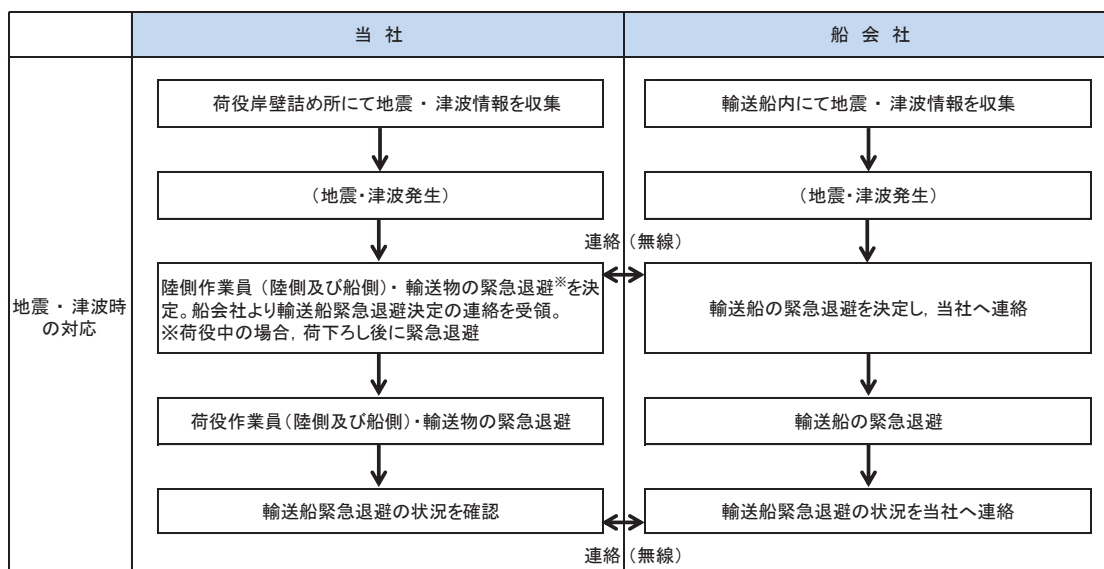 当 社
船 会 社
地震・津波時
の対応
荷役岸壁詰め所にて地震・津波情報を収集
輸送船内にて地震・津波情報を収集
(地震・津波発生)
(地震・津波発生)
連絡(無線)
陸側作業員(陸側及び船側)・輸送物の緊急退避※を決
定。船会社より輸送船緊急退避決定の連絡を受領。
※荷役中の場合,荷下ろし後に緊急退避
輸送船の緊急退避を決定し,当社へ連絡
荷役作業員(陸側及び船側)・輸送物の緊急退避
輸送船の緊急退避
輸送船緊急退避の状況を確認
輸送船緊急退避の状況を当社へ連絡
連絡(無線)